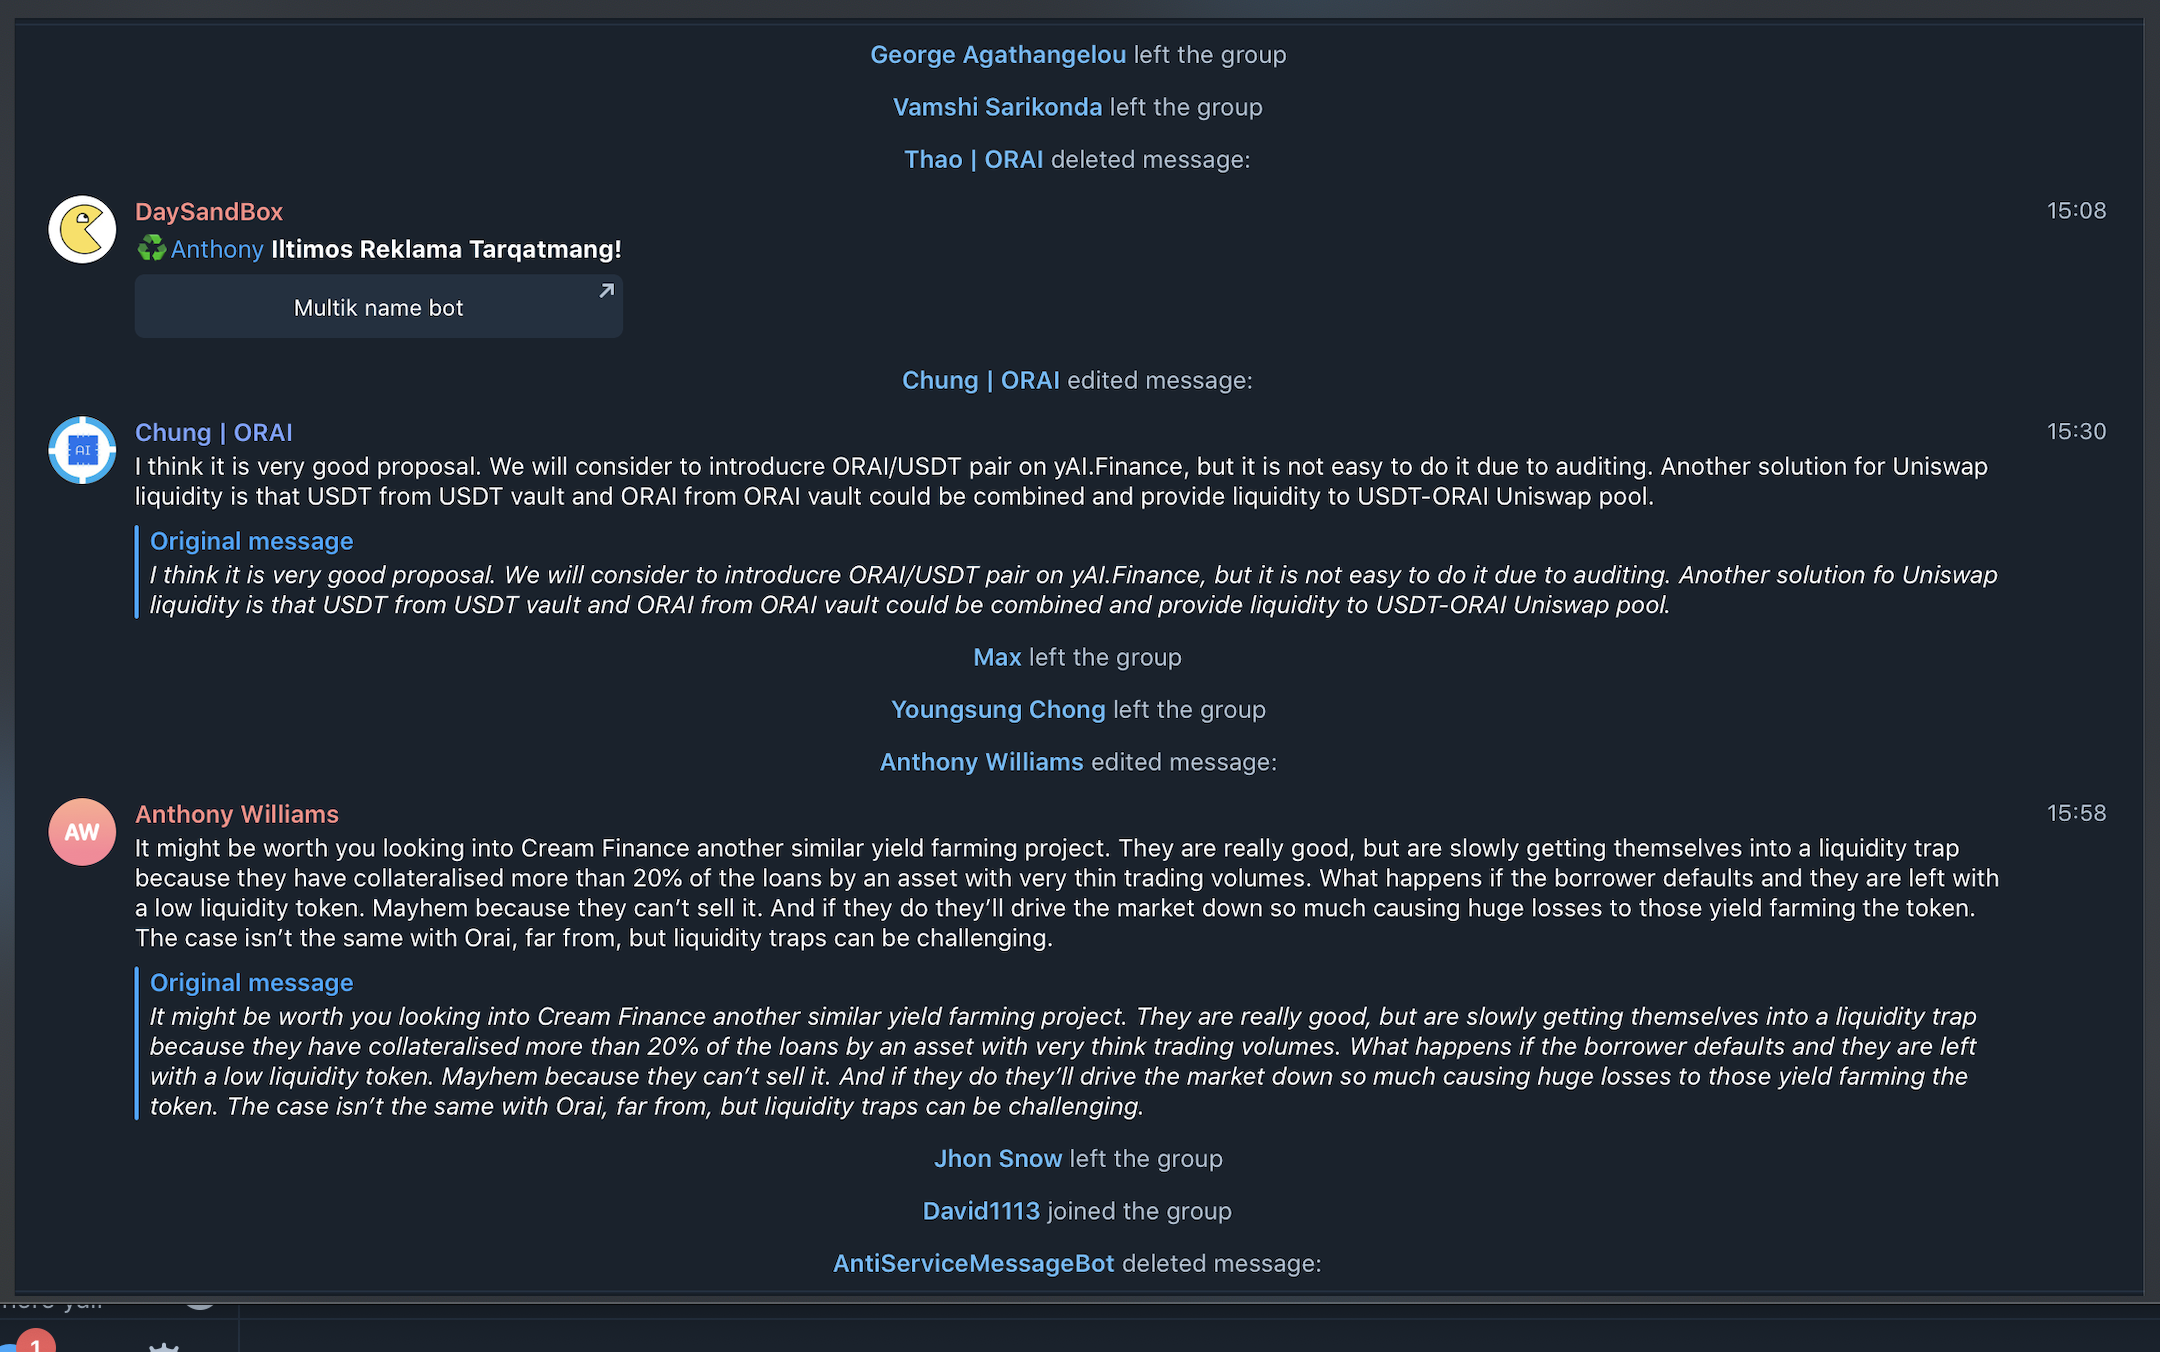 George Agathangelou left the group
Vamshi Sarikonda left the group
Thao | ORAI deleted message:
DaySandBox
15:08
♻️Anthony Iltimos Reklama Tarqatmang!
Multik name bot
Chung | ORAI edited message:
Chung | ORAI
15:30
AI
I think it is very good proposal. We will consider to introducre ORAI/USDT pair on yAI.Finance, but it is not easy to do it due to auditing. Another solution for Uniswap
liquidity is that USDT from USDT vault and ORAI from ORAI vault could be combined and provide liquidity to USDT-ORAI Uniswap pool.
Original message
I think it is very good proposal. We will consider to introducre ORAI/USDT pair on yAI.Finance, but it is not easy to do it due to auditing. Another solution fo Uniswap
liquidity is that USDT from USDT vault and ORAI from ORAI vault could be combined and provide liquidity to USDT-ORAI Uniswap pool.
Max left the group
Youngsung Chong left the group
Anthony Williams edited message:
Anthony Williams
15:58
AW
It might be worth you looking into Cream Finance another similar yield farming project. They are really good, but are slowly getting themselves into a liquidity trap
because they have collateralised more than 20% of the loans by an asset with very thin trading volumes. What happens if the borrower defaults and they are left with
a low liquidity token. Mayhem because they can't sell it. And if they do they'll drive the market down so much causing huge losses to those yield farming the token.
The case isn't the same with Orai, far from, but liquidity traps can be challenging.
Original message
It might be worth you looking into Cream Finance another similar yield farming project. They are really good, but are slowly getting themselves into a liquidity trap
because they have collateralised more than 20% of the loans by an asset with very think trading volumes. What happens if the borrower defaults and they are left
with a low liquidity token. Mayhem because they can't sell it. And if they do they'll drive the market down so much causing huge losses to those yield farming the
token. The case isn't the same with Orai, far from, but liquidity traps can be challenging.
Jhon Snow left the group
David1113 joined the group
AntiServiceMessageBot deleted message:
1